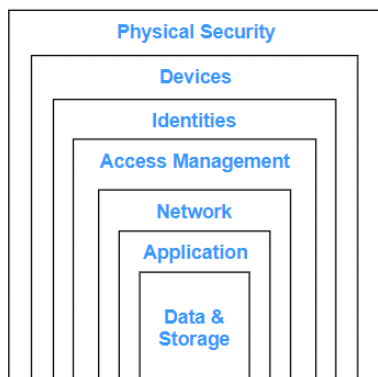 Physical Security
Devices
Identities
Access Management
Network
Application
Data &
Storage